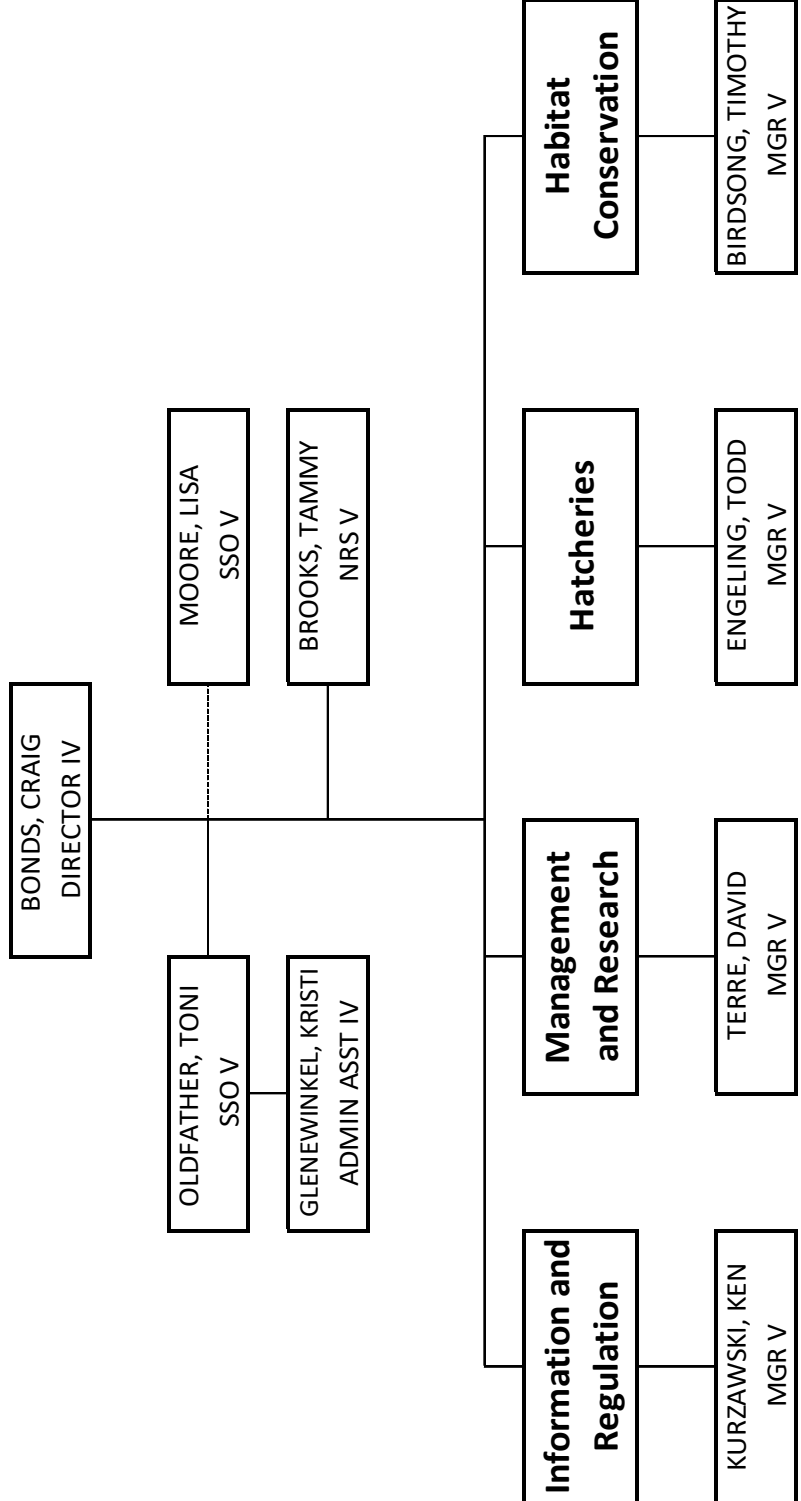 BONDS, CRAIG
DIRECTOR IV
OLDFATHER, TONI
SSO V
MOORE, LISA
SSO V
GLENEWINKEL, KRISTI
ADMIN ASST IV
BROOKS, TAMMY
NRS V
Information and
Regulation
Management
and Research
Hatcheries
Habitat
Conservation
KURZAWSKI, KEN
MGR V
TERRE, DAVID
MGR V
ENGELING, TODD
MGR V
BIRDSONG, TIMOTHY
MGR V